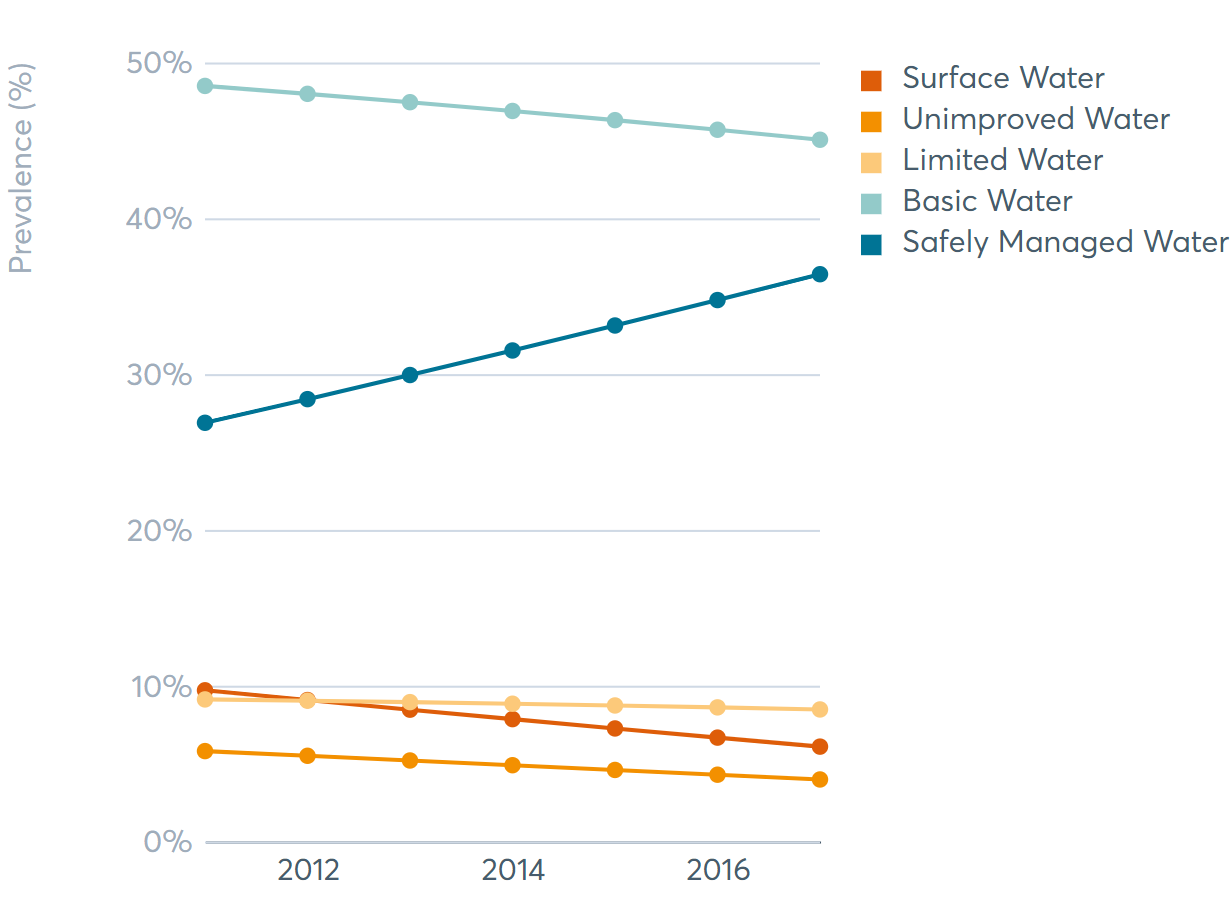 Prevalence (%)
50%
40%
30%
20%
10%
0%
2012
2014
2016
Surface Water
Unimproved Water
Limited Water
Basic Water
Safely Managed Water